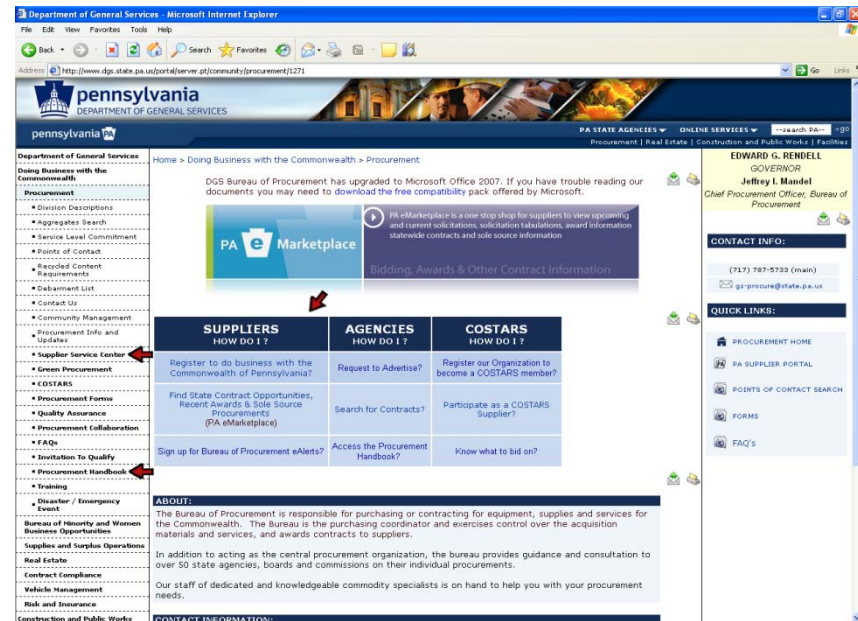 Department of General Services - Microsoft Internet Explorer
File Edit View Favorites Tools Help
Back Search Favorites
Address http://www.dgs.state.pa.us/portal/server.pt/community/procurement/1271 Go Links
pennsylvania
DEPARTMENT OF GENERAL SERVICES
pennsylvania PA
PA STATE AGENCIES ONLINE SERVICES --search PA-- go
Procurement | Real Estate | Construction and Public Works | Facilities
Department of General Services
Doing Business with the
Commonwealth
Procurement
Division Descriptions
Aggregates Search
Service Level Commitment
Points of Contact
Recycled Content
Requirements
Debarment List
Contact Us
Community Management
Procurement Info and
Updates
Supplier Service Center
Green Procurement
COSTARS
Procurement Forms
Quality Assurance
Procurement Collaboration
FAQs
Invitation To Qualify
Procurement Handbook
Training
Disaster / Emergency
Event
Bureau of Minority and Women
Business Opportunities
Supplies and Surplus Operations
Real Estate
Contract Compliance
Vehicle Management
Risk and Insurance
Construction and Public Works
Home > Doing Business with the Commonwealth > Procurement
DGS Bureau of Procurement has upgraded to Microsoft Office 2007. If you have trouble reading our
documents you may need to download the free compatibility pack offered by Microsoft.
PA e Marketplace
PA eMarketplace is a one stop shop for suppliers to view upcoming
and current solicitations, solicitation tabulations, award information
statewide contracts and sole source information
Bidding, Awards & Other Contract Information
SUPPLIERS
HOW DO I ?
AGENCIES
HOW DO I ?
COSTARS
HOW DO I ?
Register to do business with the
Commonwealth of Pennsylvania?
Request to Advertise?
Register our Organization to
become a COSTARS member?
Find State Contract Opportunities,
Recent Awards & Sole Source
Procurements
(PA eMarketplace)
Search for Contracts?
Participate as a COSTARS
Supplier?
Sign up for Bureau of Procurement eAlerts?
Access the Procurement
Handbook?
Know what to bid on?
ABOUT:
The Bureau of Procurement is responsible for purchasing or contracting for equipment, supplies and services for
the Commonwealth. The Bureau is the purchasing coordinator and exercises control over the acquisition
materials and services, and awards contracts to suppliers.
In addition to acting as the central procurement organization, the bureau provides guidance and consultation to
over 50 state agencies, boards and commissions on their individual procurements.
Our staff of dedicated and knowledgeable commodity specialists is on hand to help you with your procurement
needs.
CONTACT INFORMATION:
EDWARD G. RENDELL
GOVERNOR
Jeffrey I. Mandel
Chief Procurement Officer, Bureau of
Procurement
CONTACT INFO:
(717) 787-5733 (main)
gs-procure@state.pa.us
QUICK LINKS:
PROCUREMENT HOME
PA SUPPLIER PORTAL
POINTS OF CONTACT SEARCH
FORMS
FAQ'S